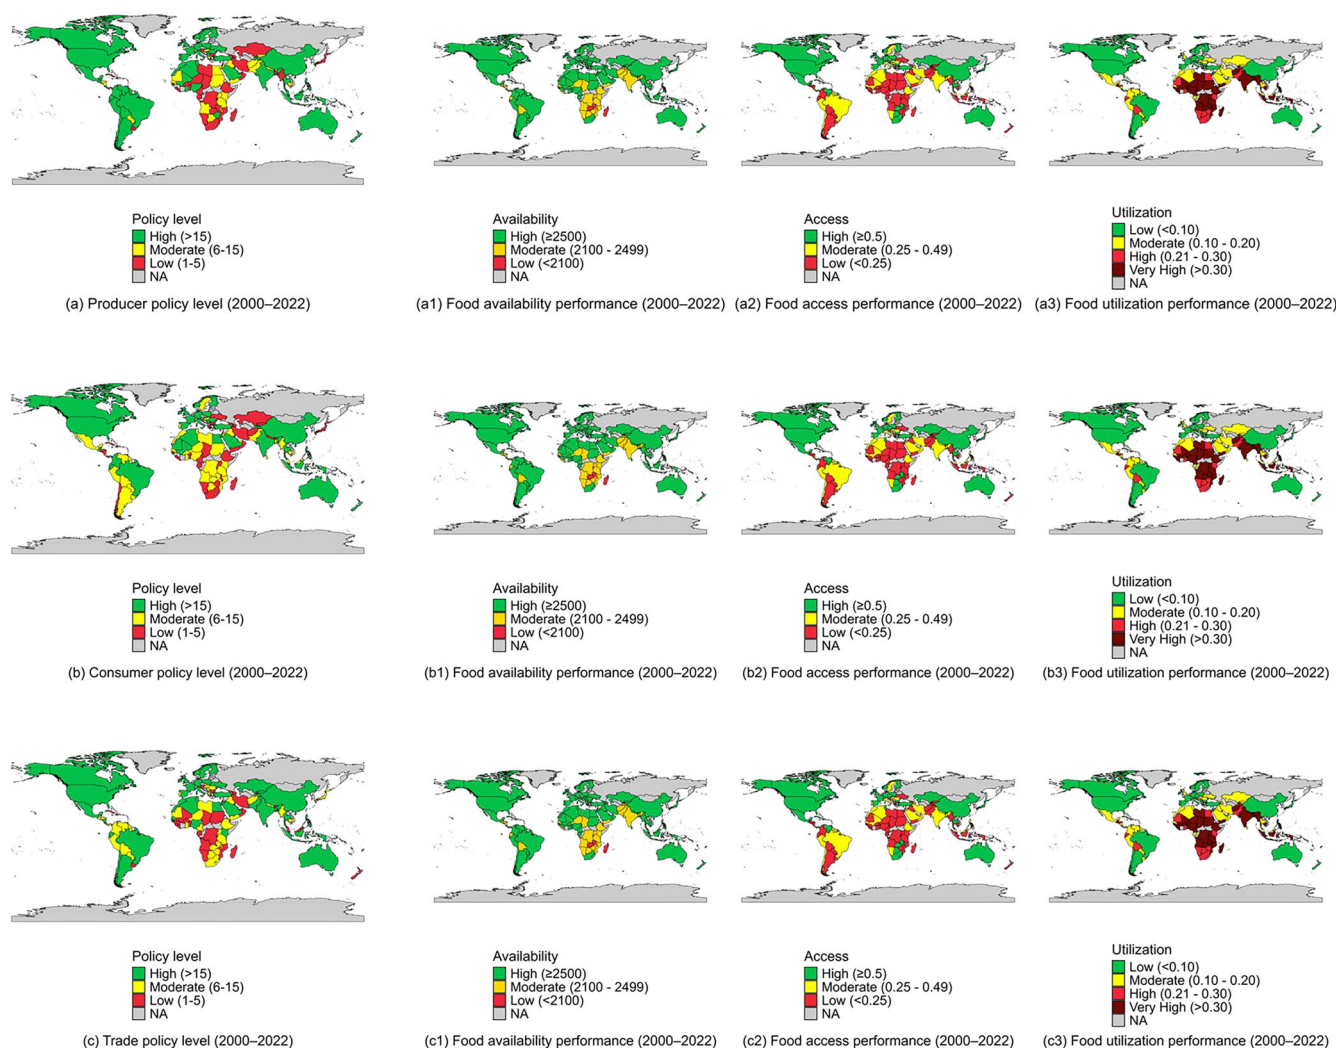 Policy level
High (>15)
Moderate (6-15)
Low (1-5)
NA
(a) Producer policy level (2000–2022)
Availability
High (≥2500)
Moderate (2100 - 2499)
Low (<2100)
NA
(a1) Food availability performance (2000–2022)
Access
High (≥0.5)
Moderate (0.25 - 0.49)
Low (<0.25)
NA
(a2) Food access performance (2000–2022)
Utilization
Low (<0.10)
Moderate (0.10 - 0.20)
High (0.21 - 0.30)
Very High (>0.30)
NA
(a3) Food utilization performance (2000–2022)
Policy level
High (>15)
Moderate (6-15)
Low (1-5)
NA
(b) Consumer policy level (2000–2022)
Availability
High (≥2500)
Moderate (2100 - 2499)
Low (<2100)
NA
(b1) Food availability performance (2000–2022)
Access
High (≥0.5)
Moderate (0.25 - 0.49)
Low (<0.25)
NA
(b2) Food access performance (2000–2022)
Utilization
Low (<0.10)
Moderate (0.10 - 0.20)
High (0.21 - 0.30)
Very High (>0.30)
NA
(b3) Food utilization performance (2000–2022)
Policy level
High (>15)
Moderate (6-15)
Low (1-5)
NA
(c) Trade policy level (2000–2022)
Availability
High (≥2500)
Moderate (2100 - 2499)
Low (<2100)
NA
(c1) Food availability performance (2000–2022)
Access
High (≥0.5)
Moderate (0.25 - 0.49)
Low (<0.25)
NA
(c2) Food access performance (2000–2022)
Utilization
Low (<0.10)
Moderate (0.10 - 0.20)
High (0.21 - 0.30)
Very High (>0.30)
NA
(c3) Food utilization performance (2000–2022)